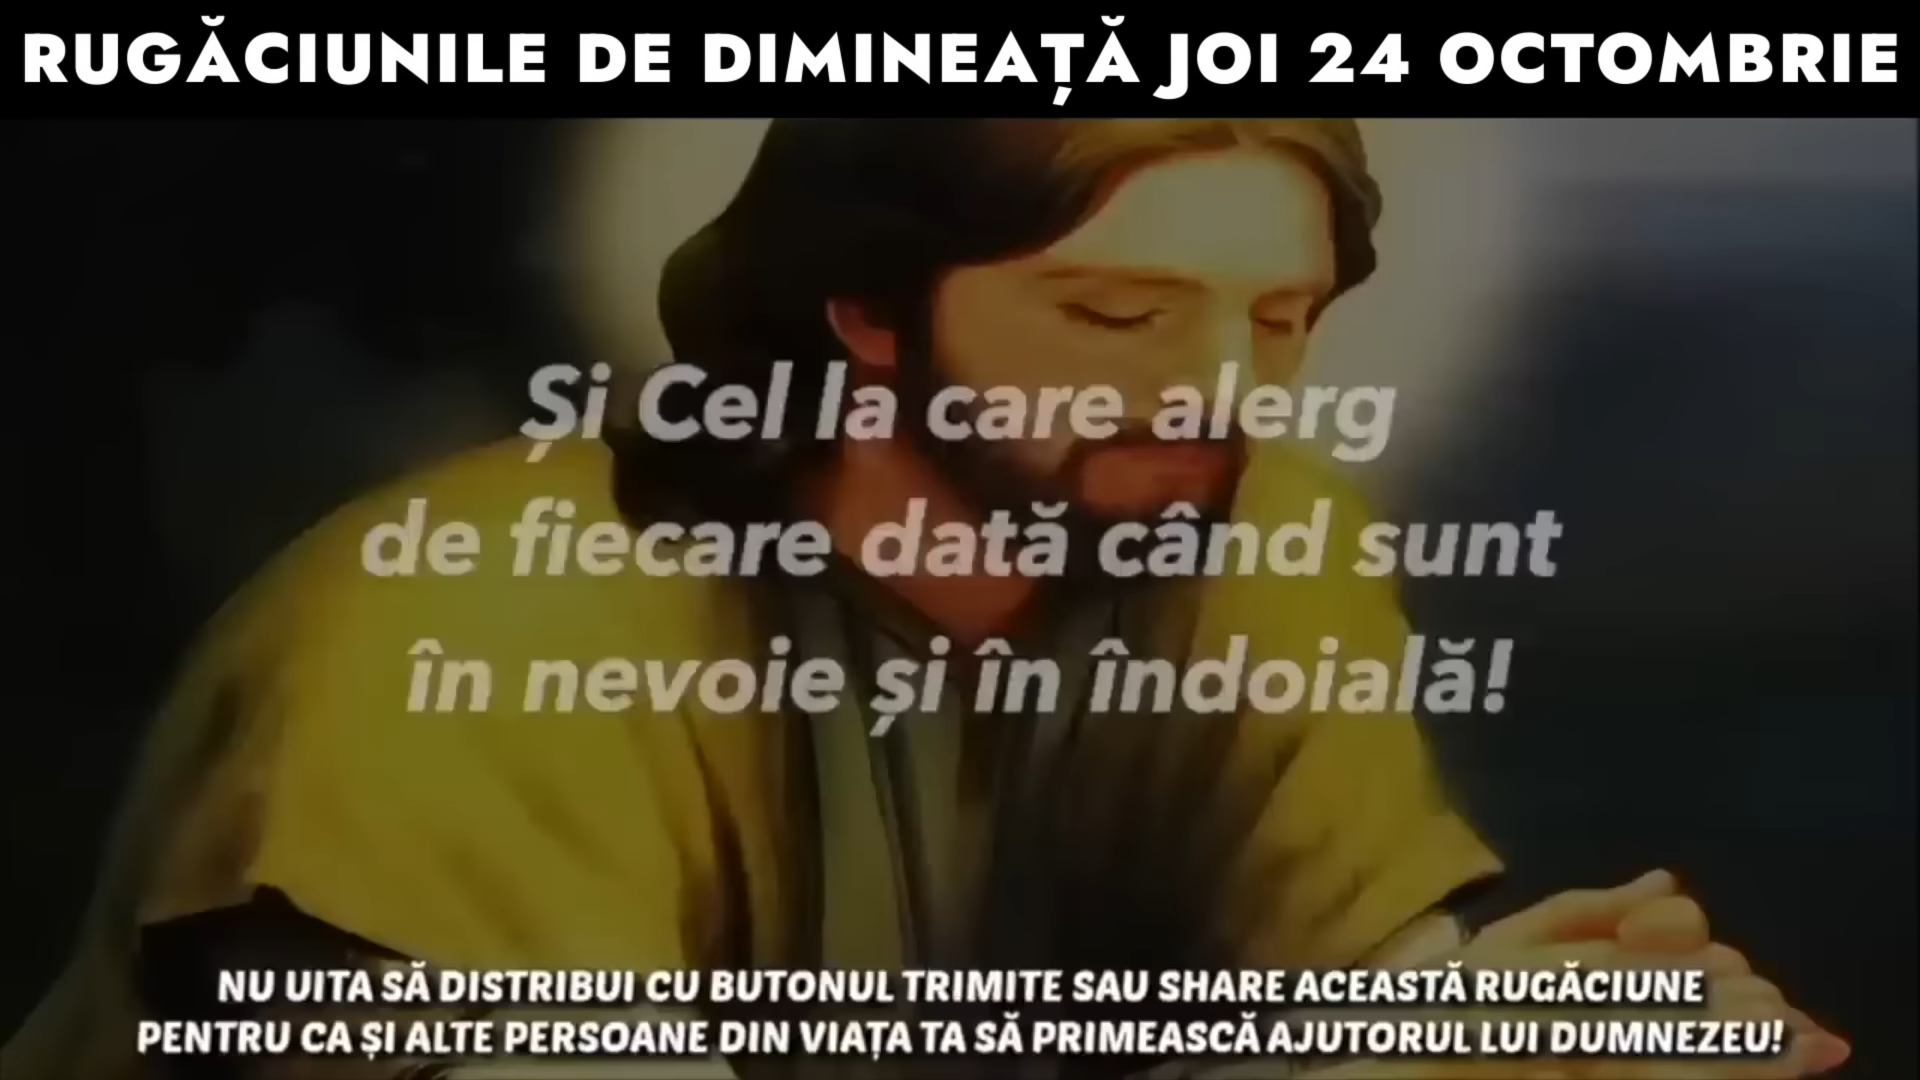 RUGĂCIUNILE DE DIMINEAȚĂ JOI 24 OCTOMBRIE
Și Cel la care alerg
de fiecare dată când sunt
în nevoie și în îndoială!
NU UITA SĂ DISTRIBUI CU BUTONUL TRIMITE SAU SHARE ACEASTĂ RUGĂCIUNE
PENTRU CA ȘI ALTE PERSOANE DIN VIAȚA TA SĂ PRIMEASCĂ AJUTORUL LUI DUMNEZEU!